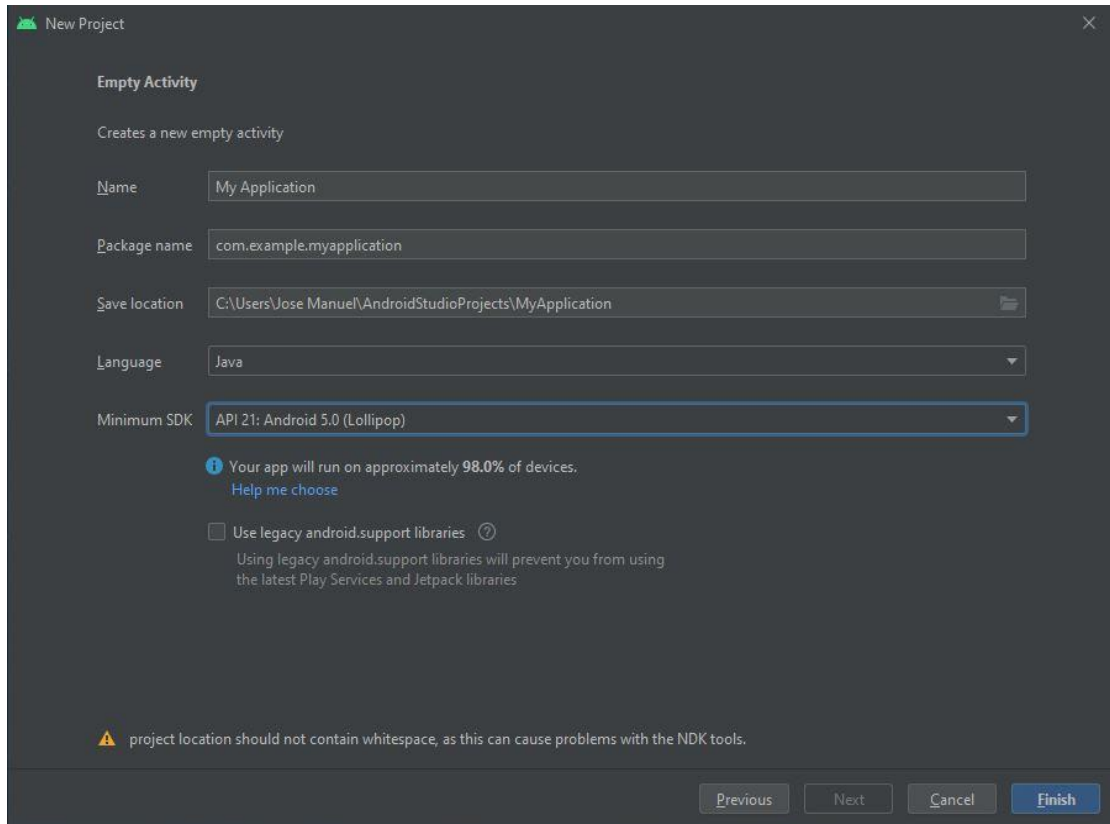 New Project
Empty Activity
Creates a new empty activity
Name My Application
Package name com.example.myapplication
Save location C:\Users\Jose Manuel\AndroidStudioProjects\MyApplication
Language Java
Minimum SDK API 21: Android 5.0 (Lollipop)
Your app will run on approximately 98.0% of devices.
Help me choose
Use legacy android.support libraries
Using legacy android.support libraries will prevent you from using
the latest Play Services and Jetpack libraries
project location should not contain whitespace, as this can cause problems with the NDK tools.
Previous Next Cancel Finish